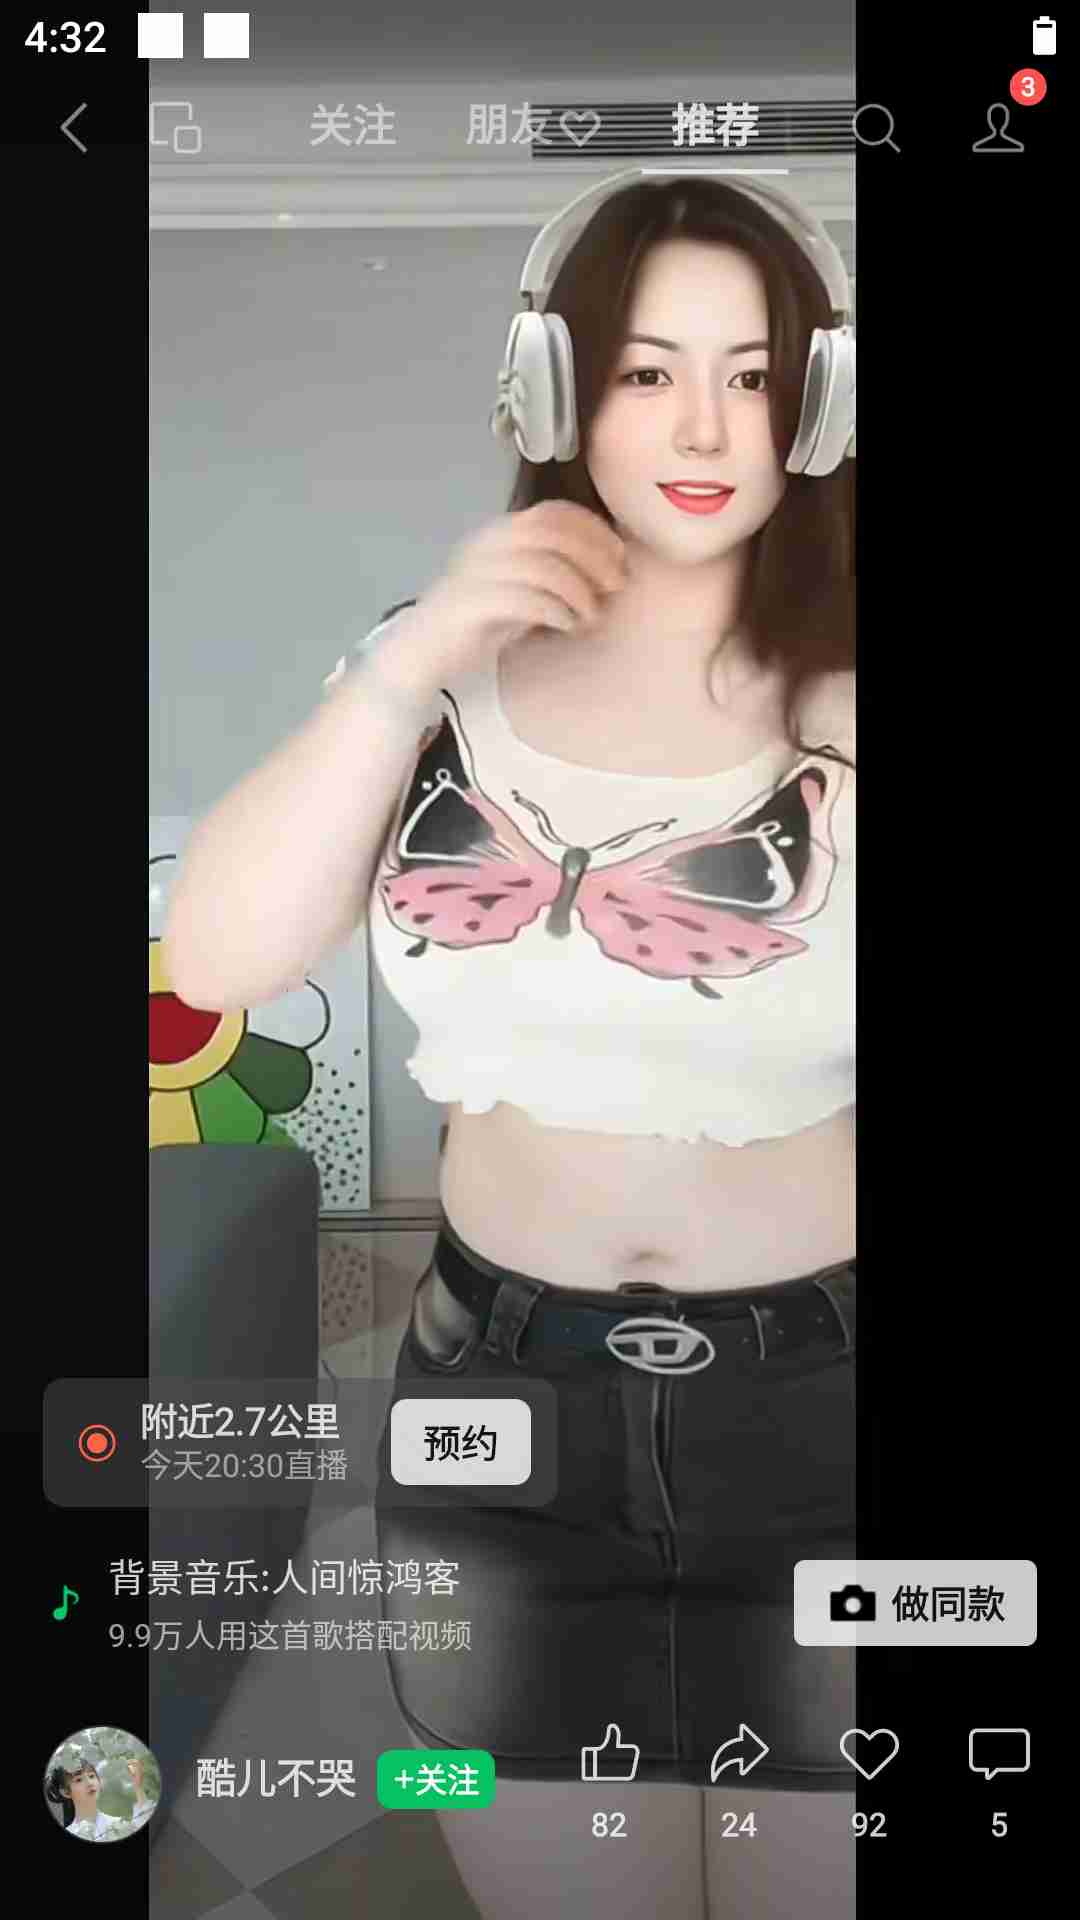 4:32
关注 朋友 推荐
3
附近2.7公里
今天20:30直播
预约
背景音乐:人间惊鸿客
9.9万人用这首歌搭配视频
做同款
酷儿不哭
+关注
82 24 92 5